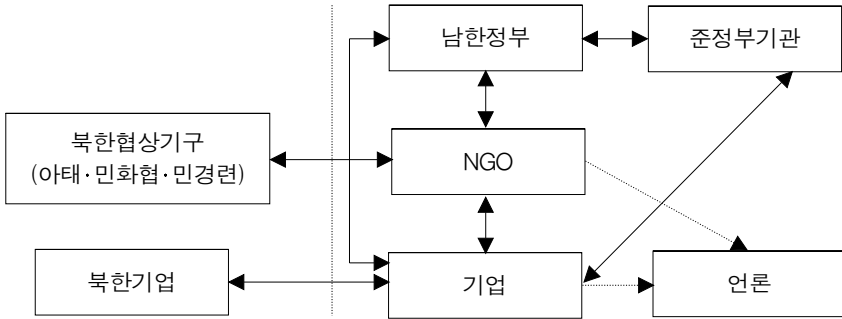 남한정부
준정부기관
북한협상기구
(아태·민화협·민경련)
NGO
북한기업
기업
언론